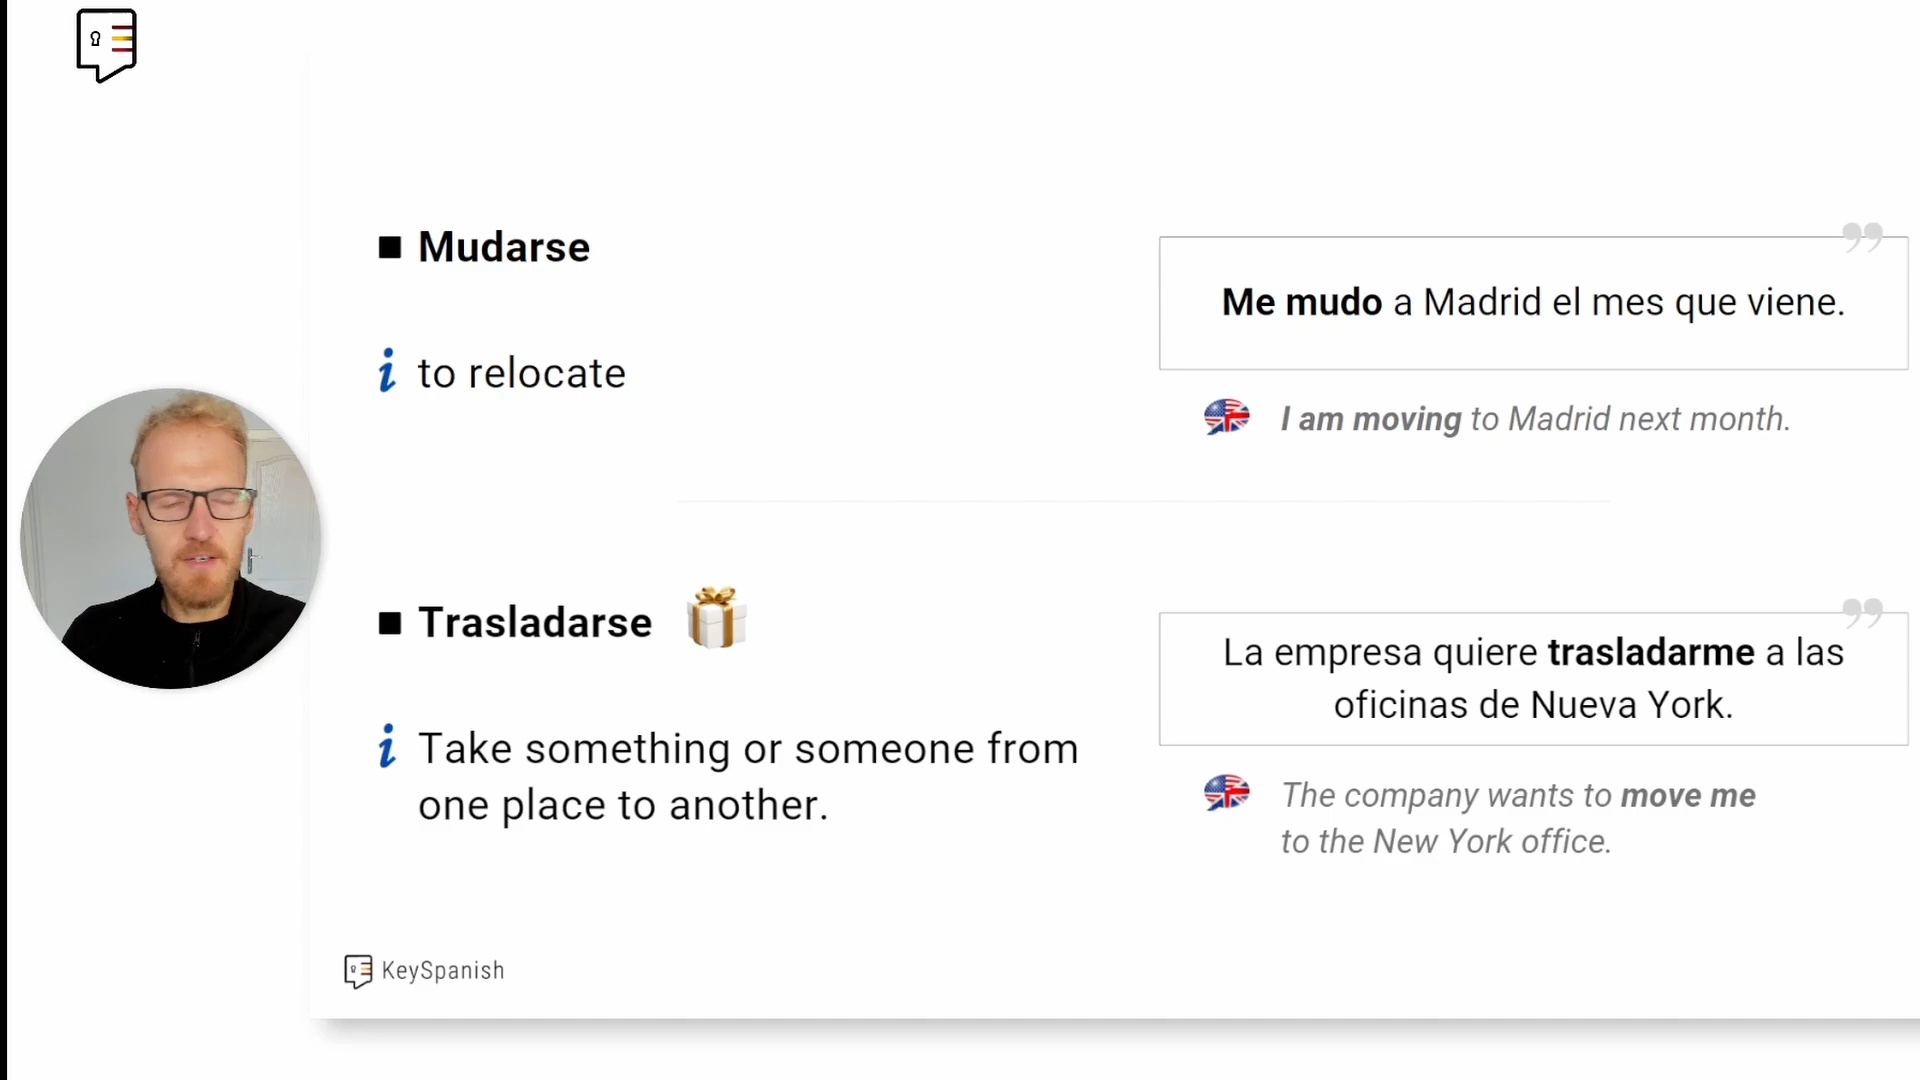 Mudarse
to relocate
Me mudo a Madrid el mes que viene.
I am moving to Madrid next month.
Trasladarse
Take something or someone from
one place to another.
La empresa quiere trasladarme a las
oficinas de Nueva York.
The company wants to move me
to the New York office.
KeySpanish